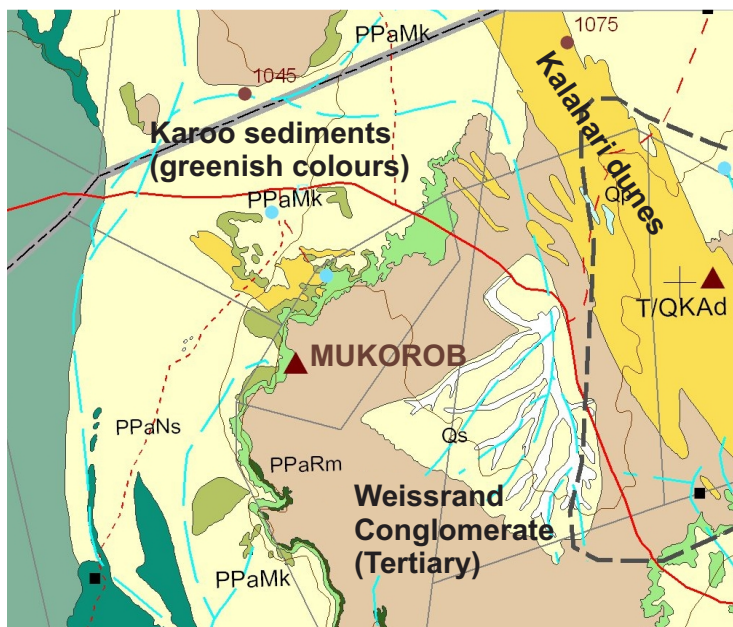 PPaMk
1075
1045
Karoo sediments
(greenish colours)
Kalahari dunes
PPaMk
Qp
T/QKAd
MUKOROB
PPaNs
Qs
PPaRm
Weissrand
Conglomerate
(Tertiary)
PPaMk